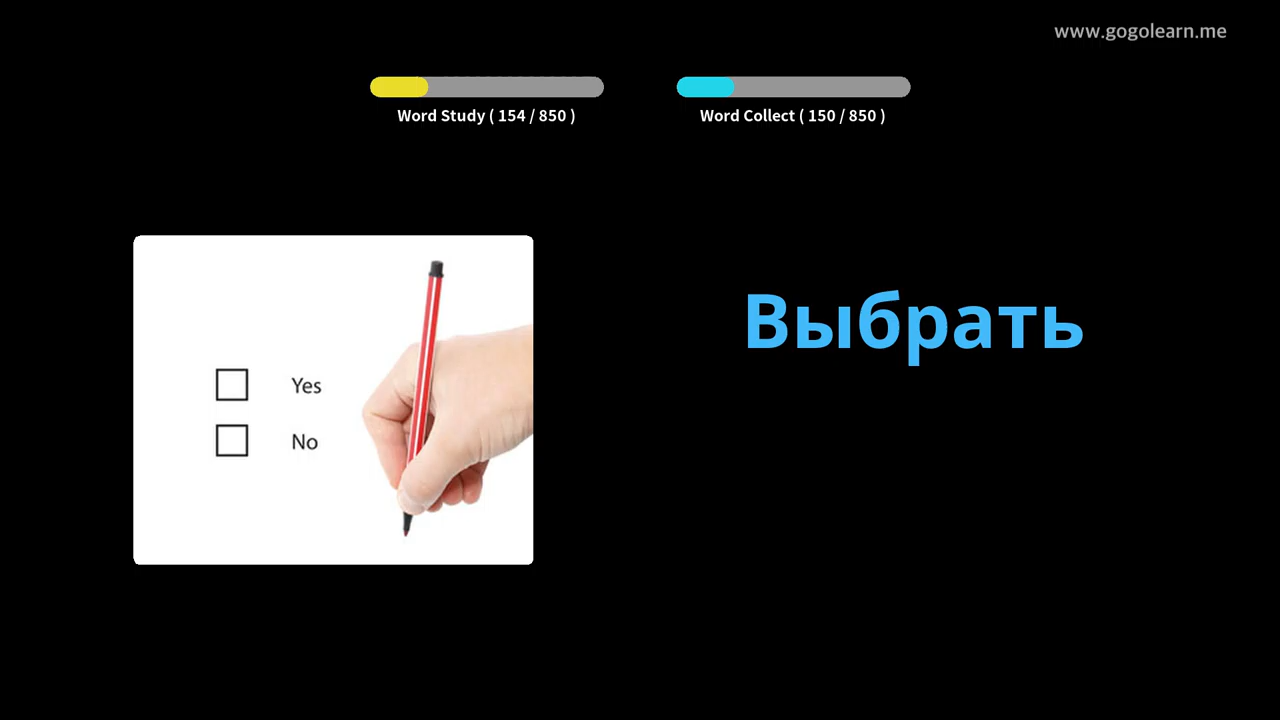 www.gogolearn.me
Word Study ( 154 / 850 )
Word Collect ( 150 / 850 )
Выбрать
Yes
No